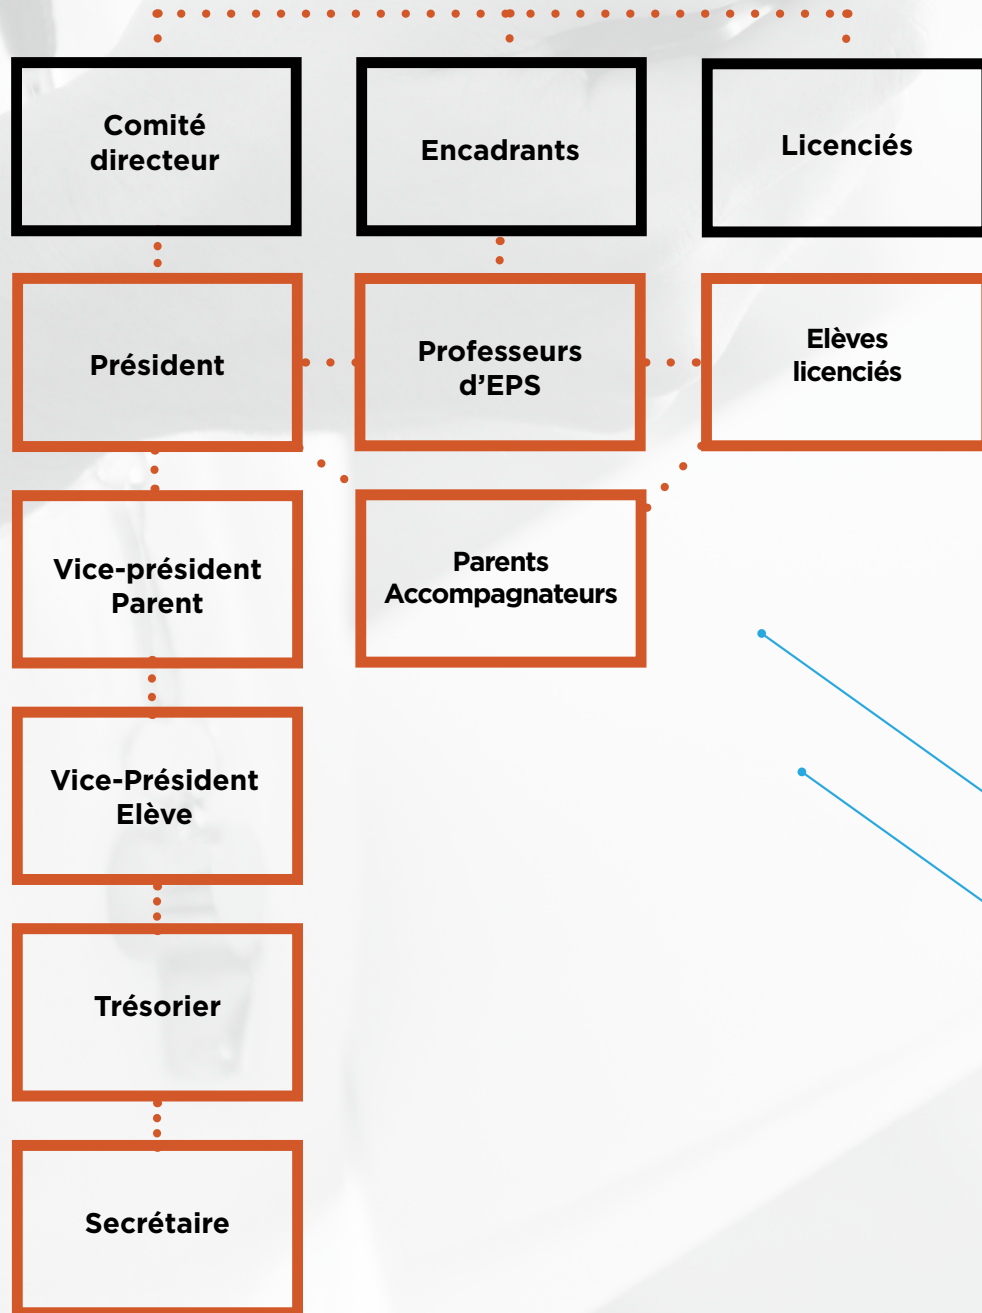 Comité
directeur
Encadrants
Licenciés
Président
Professeurs
d’EPS
Elèves
licenciés
Vice-président
Parent
Parents
Accompagnateurs
Vice-Président
Elève
Trésorier
Secrétaire